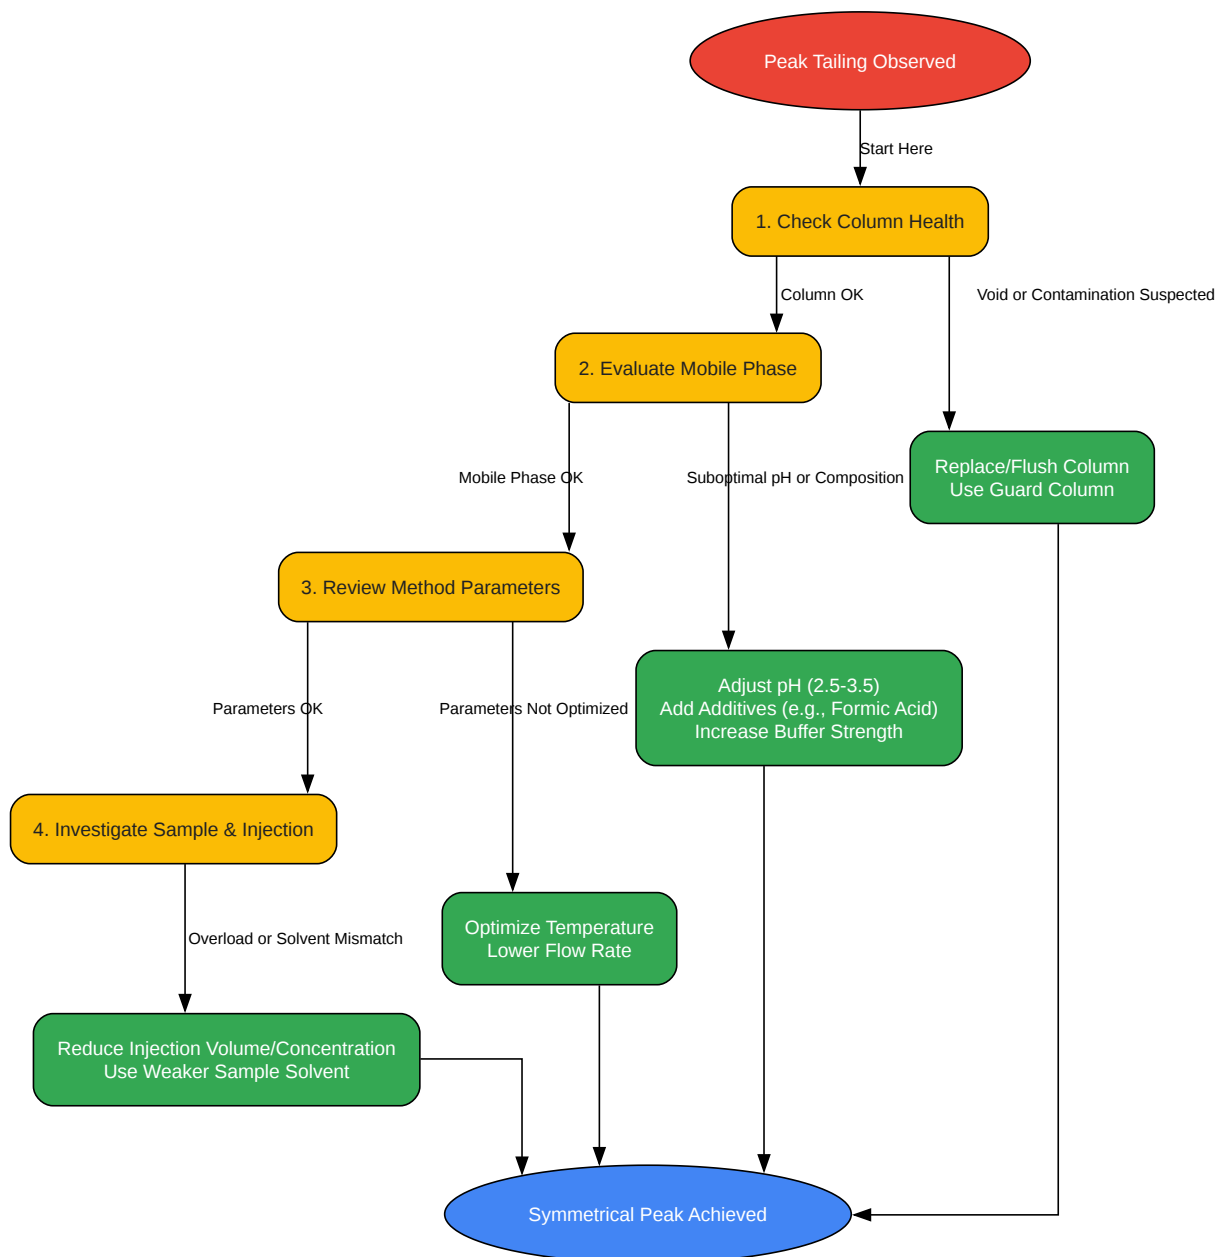 Peak Tailing Observed
Start Here
1. Check Column Health
Column OK
Void or Contamination Suspected
2. Evaluate Mobile Phase
Mobile Phase OK
Suboptimal pH or Composition
Replace/Flush Column
Use Guard Column
3. Review Method Parameters
Parameters OK
Parameters Not Optimized
Adjust pH (2.5-3.5)
Add Additives (e.g., Formic Acid)
Increase Buffer Strength
4. Investigate Sample & Injection
Overload or Solvent Mismatch
Optimize Temperature
Lower Flow Rate
Reduce Injection Volume/Concentration
Use Weaker Sample Solvent
Symmetrical Peak Achieved